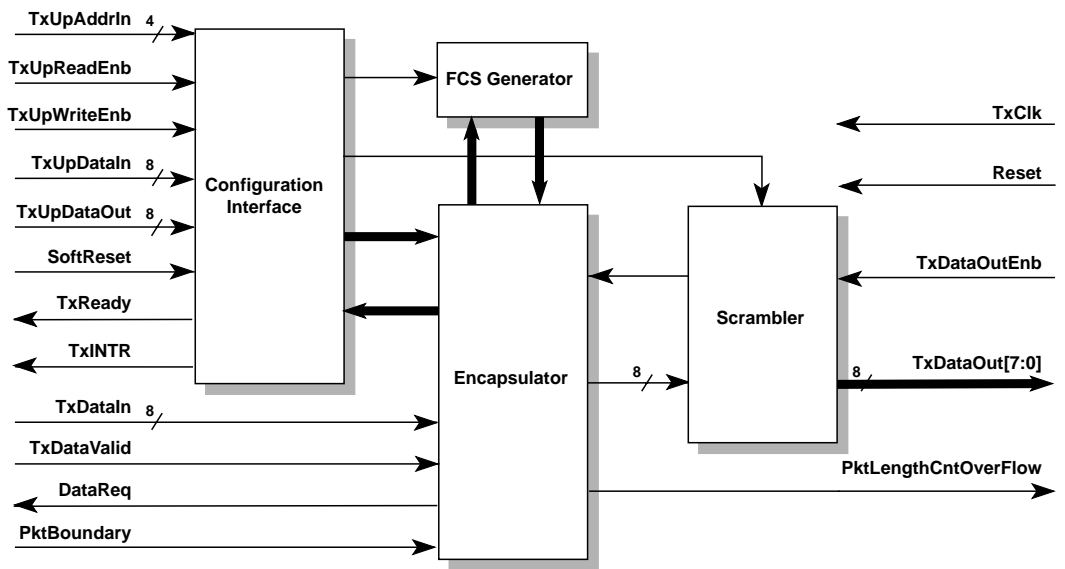 TxUpAddrIn 4
TxUpReadEnb
TxUpWriteEnb
TxUpDataIn 8
TxUpDataOut 8
SoftReset
TxReady
TxINTR
TxDataIn 8
TxDataValid
DataReq
PktBoundary
Configuration
Interface
FCS Generator
Encapsulator
8
Scrambler
TxClk
Reset
TxDataOutEnb
TxDataOut[7:0]
8
PktLengthCntOverFlow